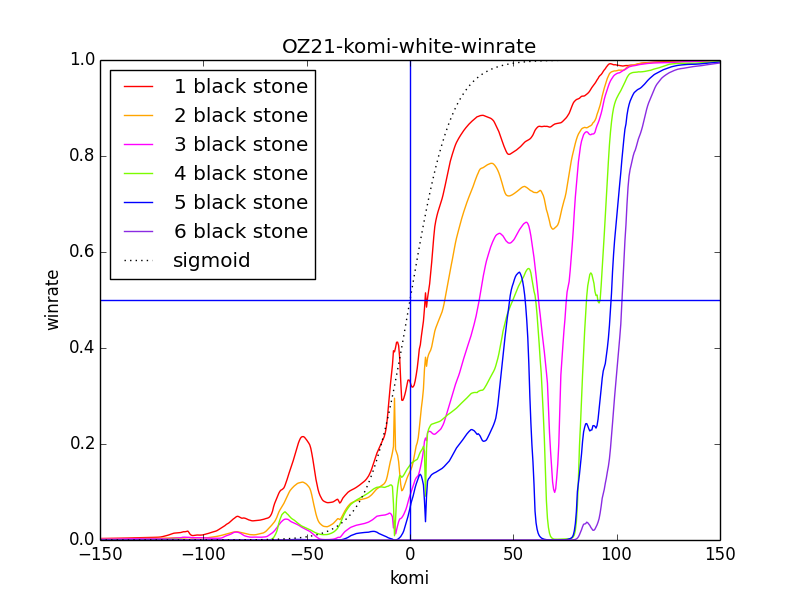 OZ21-komi-white-winrate
1.0
0.8
0.6
0.4
0.2
0.0
winrate
1 black stone
2 black stone
3 black stone
4 black stone
5 black stone
6 black stone
sigmoid
−150 −100 −50 0 50 100 150
komi